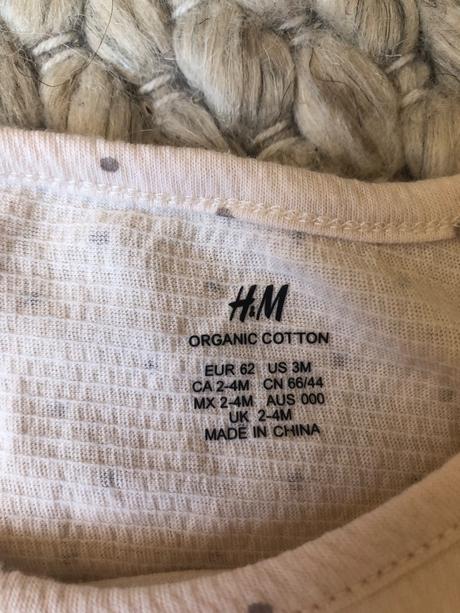 H&M
ORGANIC COTTON
EUR 62 US 3M
CA 2-4M CN 66/44
MX 2-4M AUS 000
UK 2-4M
MADE IN CHINA